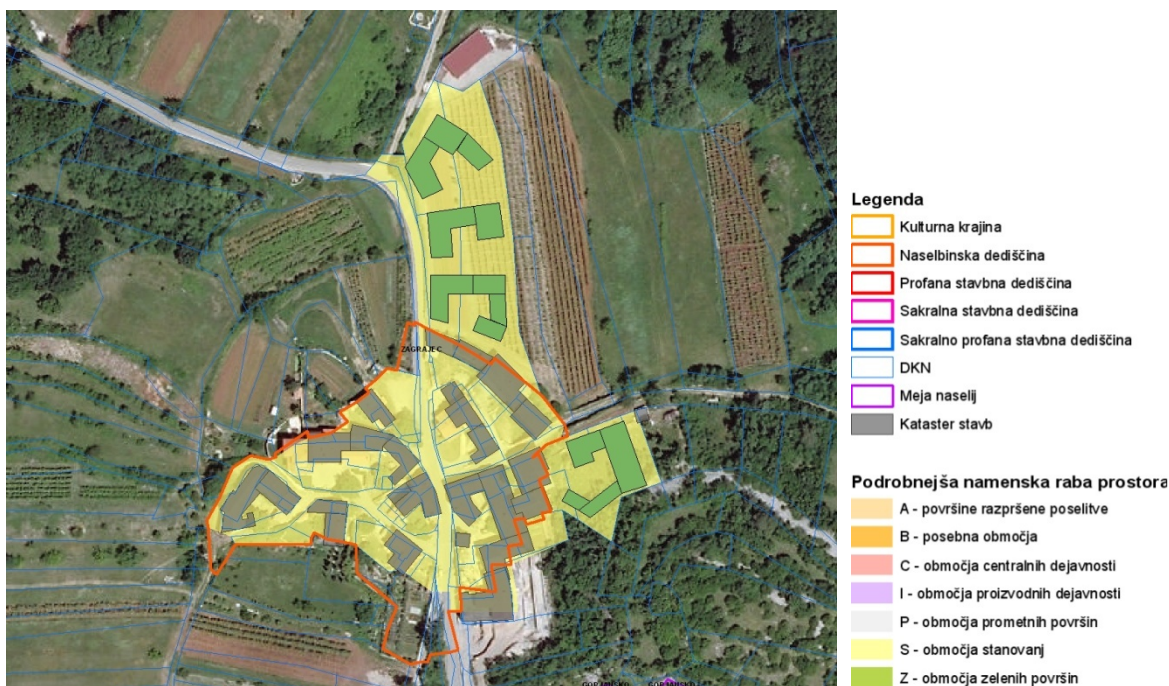 ZAGRAJEC
GORJANSKO GORJANSKO
Legenda
Kulturna krajina
Naselbinska dediščina
Profana stavbna dediščina
Sakralna stavbna dediščina
Sakralno profana stavbna dediščina
DKN
Meja naselij
Kataster stavb
Podrobnejša namenska raba prostora
A - površine razpršene poselitve
B - posebna območja
C - območja centralnih dejavnosti
I - območja proizvodnih dejavnosti
P - območja prometnih površin
S - območja stanovanj
Z - območja zelenih površin